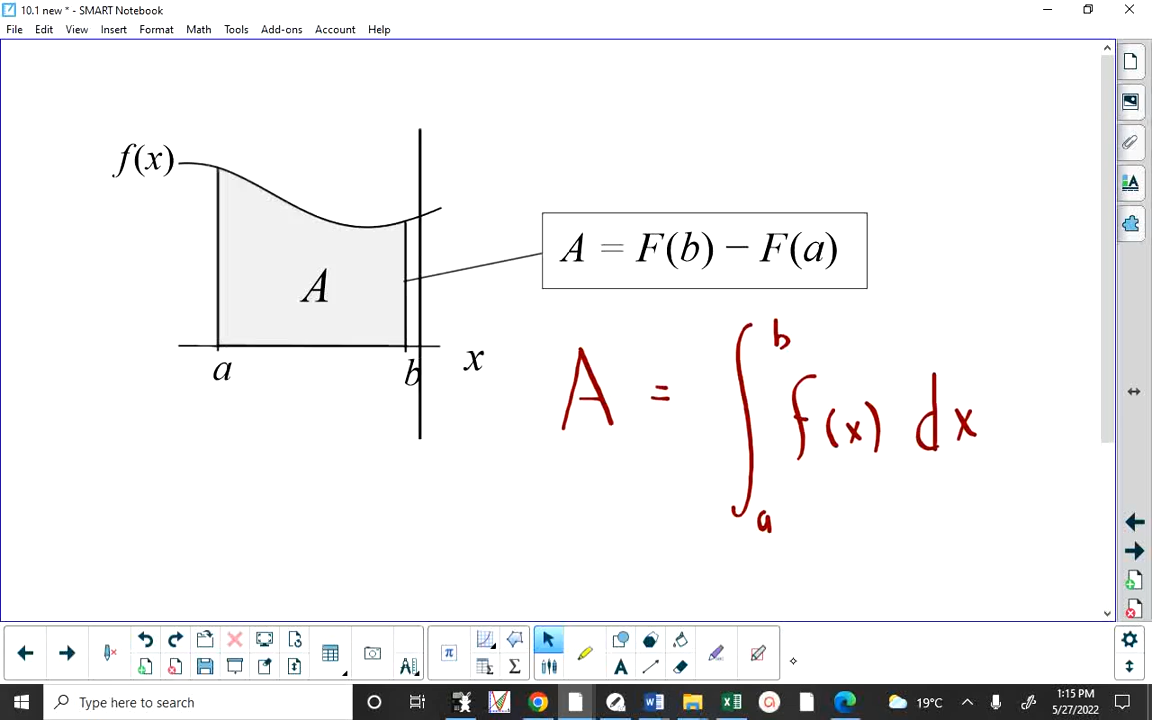 10.1 new * - SMART Notebook
File Edit View Insert Format Math Tools Add-ons Account Help
f(x)
A = F(b) − F(a)
A
a b x
A = ∫_a^b f(x) dx
Type here to search
19°C
1:15 PM
5/27/2022